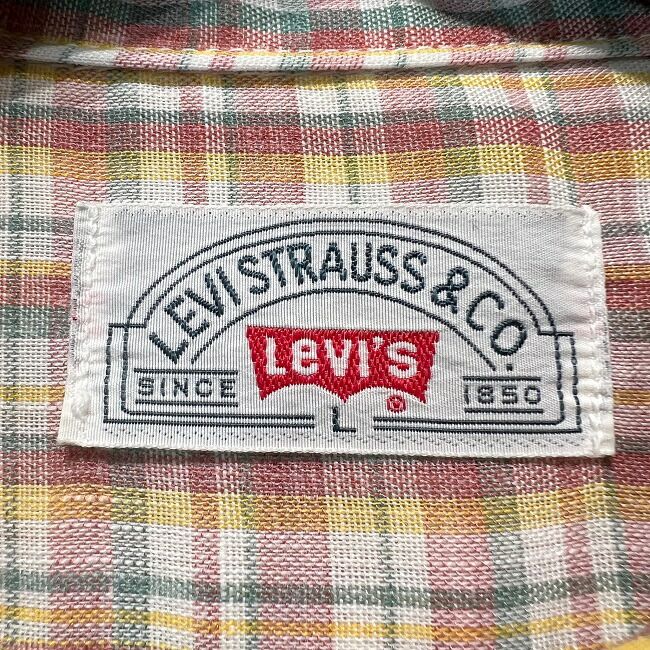 LEVI STRAUSS & CO.
Levi's
SINCE
1850
L ®